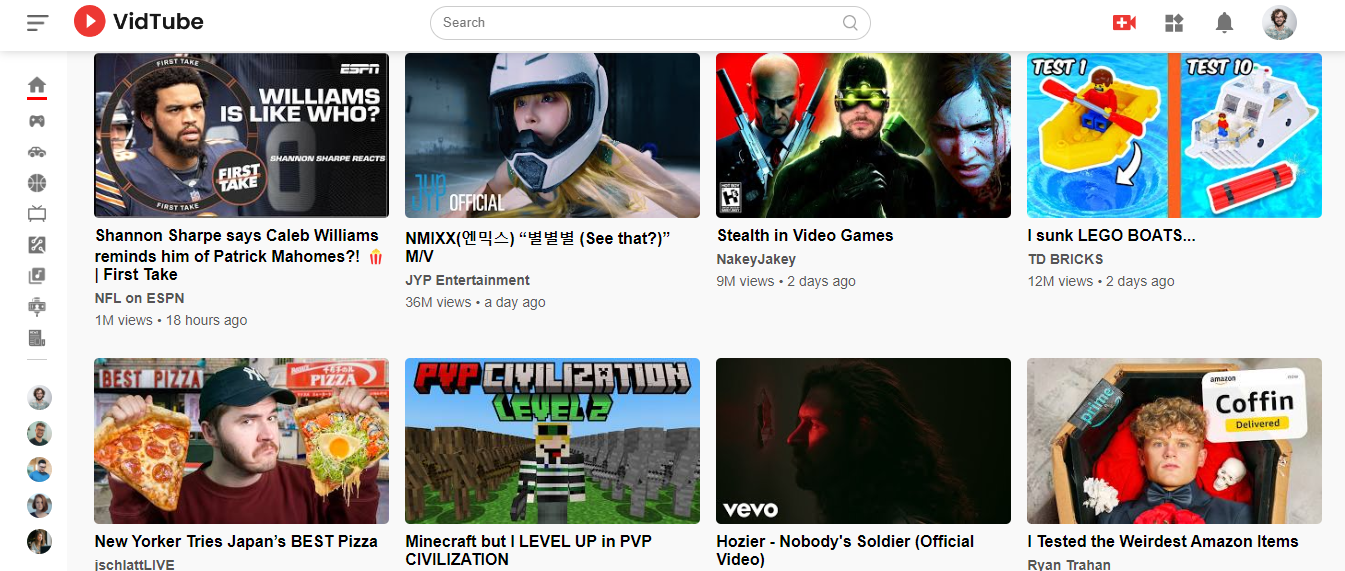 VidTube
Search
FIRST TAKE
ESPN
WILLIAMS
IS LIKE WHO?
SHANNON SHARPE REACTS
FIRST
TAKE
FIRST TAKE
Shannon Sharpe says Caleb Williams
reminds him of Patrick Mahomes?! 🍿
| First Take
NFL on ESPN
1M views • 18 hours ago
JYP OFFICIAL
NMIXX(엔믹스) “별별별 (See that?)”
M/V
JYP Entertainment
36M views • a day ago
Stealth in Video Games
NakeyJakey
9M views • 2 days ago
TEST 1
TEST 10
I sunk LEGO BOATS...
TD BRICKS
12M views • 2 days ago
BEST PIZZA
PIZZA
New Yorker Tries Japan’s BEST Pizza
jschlattLIVE
PVP CIVILIZATION
LEVEL 2
Minecraft but I LEVEL UP in PVP
CIVILIZATION
vevo
Hozier - Nobody's Soldier (Official
Video)
prime
amazon
Coffin
Delivered
I Tested the Weirdest Amazon Items
Ryan Trahan